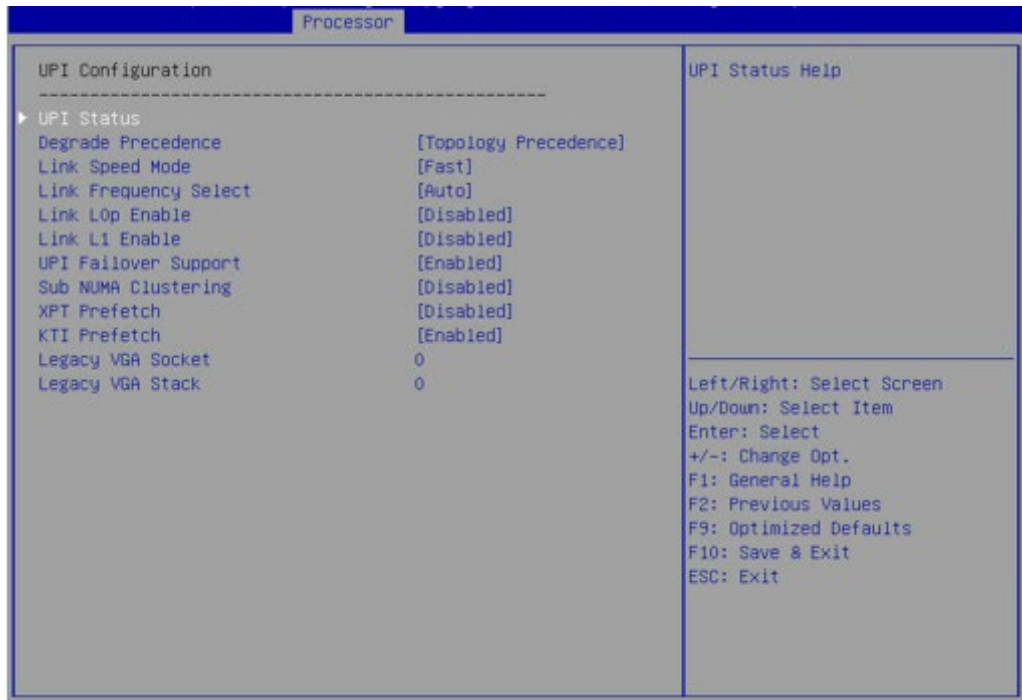 Processor
UPI Configuration
--------------------------------------------------
UPI Status
Degrade Precedence [Topology Precedence]
Link Speed Mode [Fast]
Link Frequency Select [Auto]
Link L0p Enable [Disabled]
Link L1 Enable [Disabled]
UPI Failover Support [Enabled]
Sub NUMA Clustering [Disabled]
XPT Prefetch [Disabled]
KTI Prefetch [Enabled]
Legacy VGA Socket 0
Legacy VGA Stack 0
UPI Status Help
Left/Right: Select Screen
Up/Down: Select Item
Enter: Select
+/-: Change Opt.
F1: General Help
F2: Previous Values
F9: Optimized Defaults
F10: Save & Exit
ESC: Exit